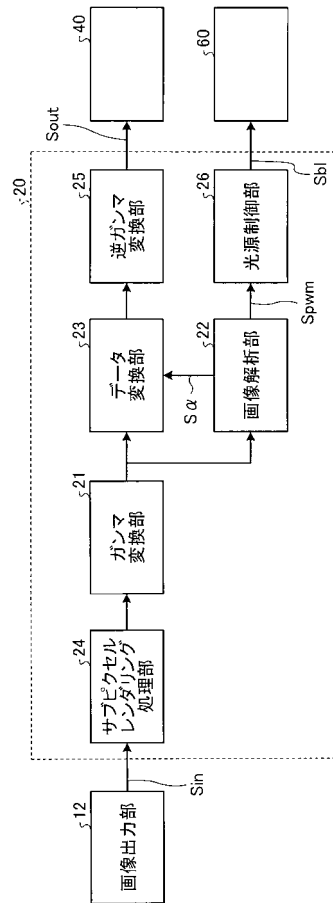 12
画像出力部
Sin
20
24
サブピクセル
レンダリング
処理部
21
ガンマ
変換部
23
データ
変換部
Sα
22
画像解析部
25
逆ガンマ
変換部
Spwm
26
光源制御部
Sout
Sbl
40
60